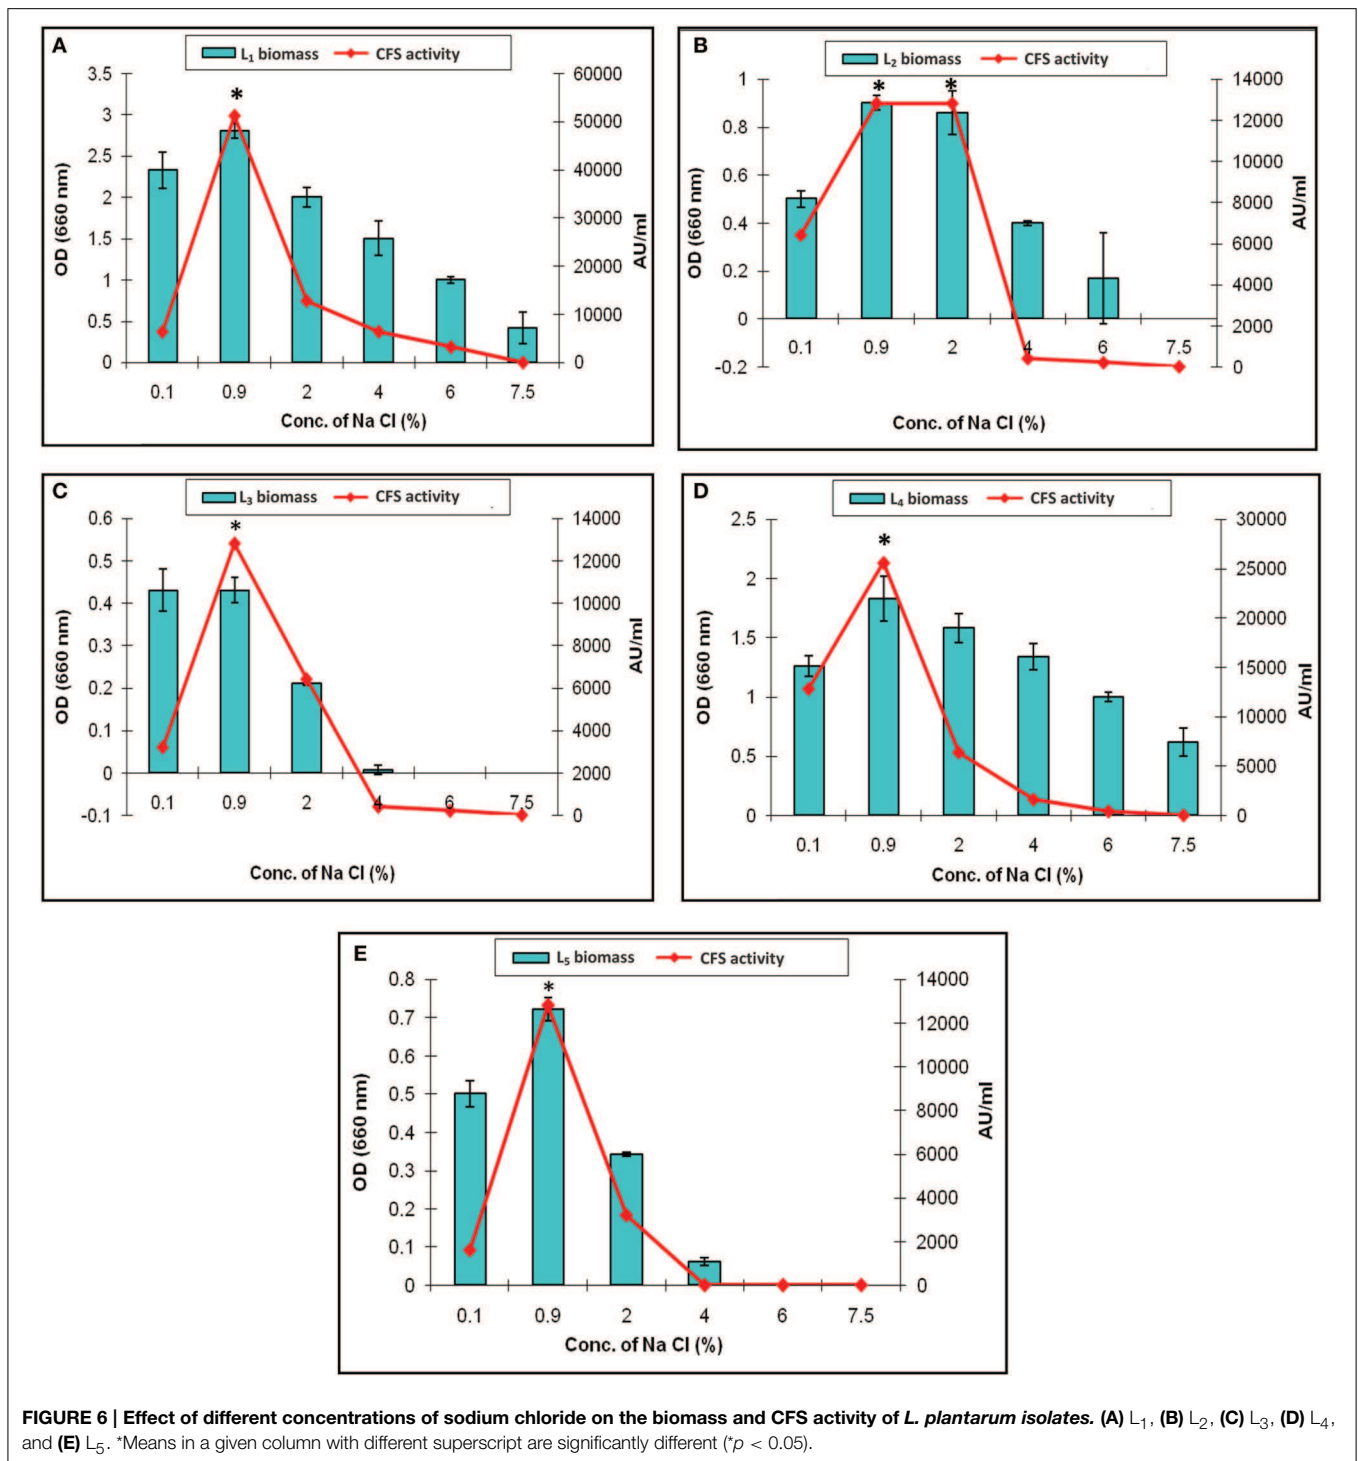 A
L₁ biomass CFS activity
3.5
3
2.5
2
1.5
1
0.5
0
OD (660 nm)
*
60000
50000
40000
30000
20000
10000
0
AU/ml
0.1 0.9 2 4 6 7.5
Conc. of Na Cl (%)
B
L₂ biomass CFS activity
1
0.8
0.6
0.4
0.2
0
-0.2
OD (660 nm)
* *
14000
12000
10000
8000
6000
4000
2000
0
AU/ml
0.1 0.9 2 4 6 7.5
Conc. of Na Cl (%)
C
L₃ biomass CFS activity
0.6
0.5
0.4
0.3
0.2
0.1
0
-0.1
OD (660 nm)
*
14000
12000
10000
8000
6000
4000
2000
0
AU/ml
0.1 0.9 2 4 6 7.5
Conc. of Na Cl (%)
D
L₄ biomass CFS activity
2.5
2
1.5
1
0.5
0
OD (660 nm)
*
30000
25000
20000
15000
10000
5000
0
AU/ml
0.1 0.9 2 4 6 7.5
Conc. of Na Cl (%)
E
L₅ biomass CFS activity
0.8
0.7
0.6
0.5
0.4
0.3
0.2
0.1
0
OD (660 nm)
*
14000
12000
10000
8000
6000
4000
2000
0
AU/ml
0.1 0.9 2 4 6 7.5
Conc. of Na Cl (%)
FIGURE 6 | Effect of different concentrations of sodium chloride on the biomass and CFS activity of L. plantarum isolates. (A) L₁, (B) L₂, (C) L₃, (D) L₄,
and (E) L₅. *Means in a given column with different superscript are significantly different (*p < 0.05).